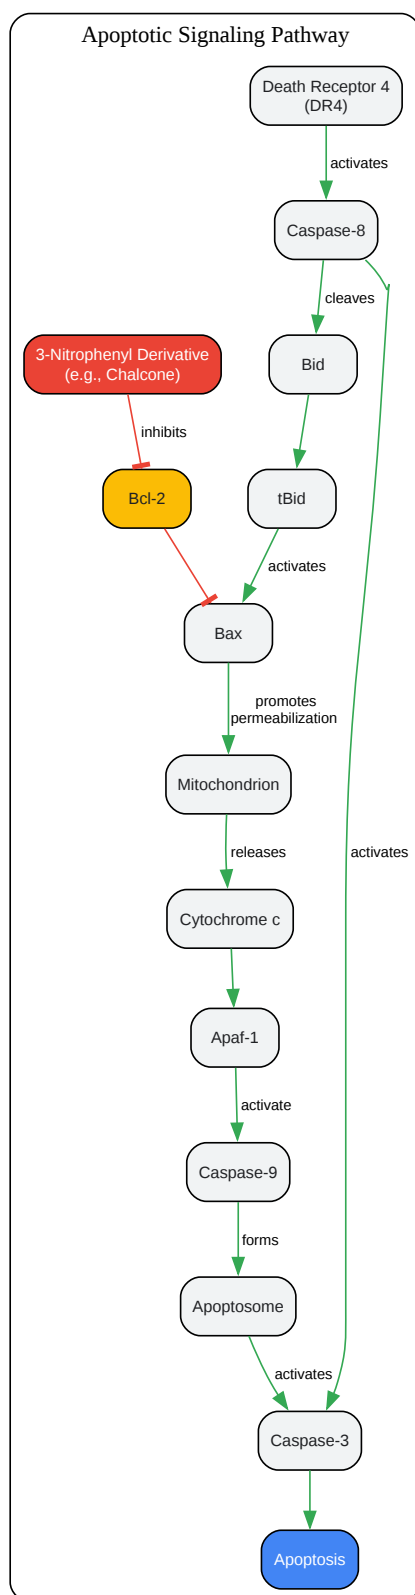 Apoptotic Signaling Pathway
Death Receptor 4
(DR4)
activates
Caspase-8
cleaves
3-Nitrophenyl Derivative
(e.g., Chalcone)
Bid
inhibits
Bcl-2
tBid
activates
Bax
promotes
permeabilization
Mitochondrion
releases
activates
Cytochrome c
Apaf-1
activate
Caspase-9
forms
Apoptosome
activates
Caspase-3
Apoptosis